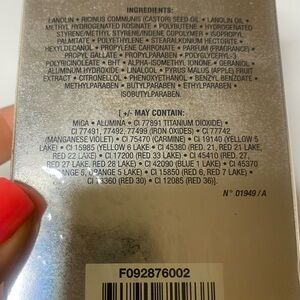 INGREDIENTS:
LANOLIN • RICINUS COMMUNIS (CASTOR) SEED OIL • LANOLIN OIL •
METHYL HYDROGENATED ROSINATE • POLYBUTENE • HYDROGENATED
STYRENE/METHYL STYRENE/INDENE COPOLYMER • ISOPROPYL
PALMITATE • POLYETHYLENE • STEARALKONIUM HECTORITE •
HEXYLDECANOL • PROPYLENE CARBONATE • PARFUM (FRAGRANCE) •
PROPYL GALLATE • PROPYLPARABEN •
POLYRICINOLEATE • BHT • ALPHA-ISOMETHYL IONONE • GERANIOL
• ALUMINUM HYDROXIDE • LINALOOL • PYRUS MALUS (APPLE) FRUIT
EXTRACT • CITRONELLOL • PHENOXYETHANOL • BENZYL BENZOATE •
METHYLPARABEN • BUTYLPARABEN • ETHYLPARABEN •
ISOBUTYLPARABEN.
[ +/- MAY CONTAIN:
MICA • ALUMINA • CI 77891 TITANIUM DIOXIDE) •
CI 77491, 77492, 77499 (IRON OXIDES) • CI 77742
(MANGANESE VIOLET) • CI 75470 (CARMINE) • CI 19140 (YELLOW 5
LAKE) • CI 15985 (YELLOW 6 LAKE) • CI 45380 (RED 21, RED 21 LAKE,
RED 22 LAKE) • CI 17200 (RED 33 LAKE) • CI 45410 (RED 27,
RED 27 LAKE, RED 28 LAKE) • CI 42090 (BLUE 1 LAKE) • CI 45370
(ORANGE 5, ORANGE 5 LAKE) • CI 15850 (RED 6, RED 7 LAKE)
• CI 73360 (RED 30) • CI 12085 (RED 36)].
N° 01949 / A
F092876002